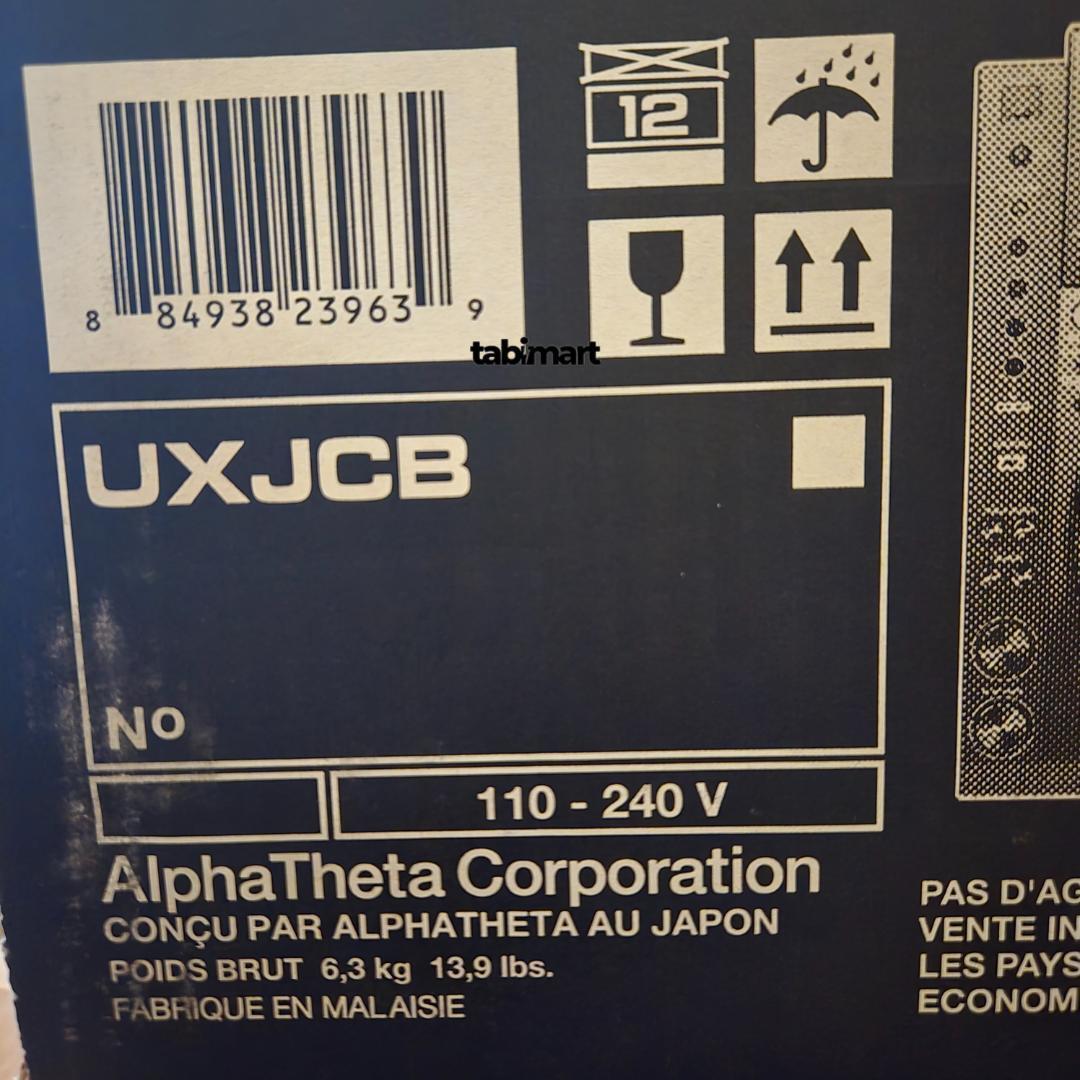 12
8 84938 23963 9
tabimart
UXJCB
No
110 - 240 V
AlphaTheta Corporation
CONÇU PAR ALPHATHETA AU JAPON
POIDS BRUT 6,3 kg 13,9 lbs.
FABRIQUE EN MALAISIE
PAS D'AG
VENTE IN
LES PAYS
ECONOM